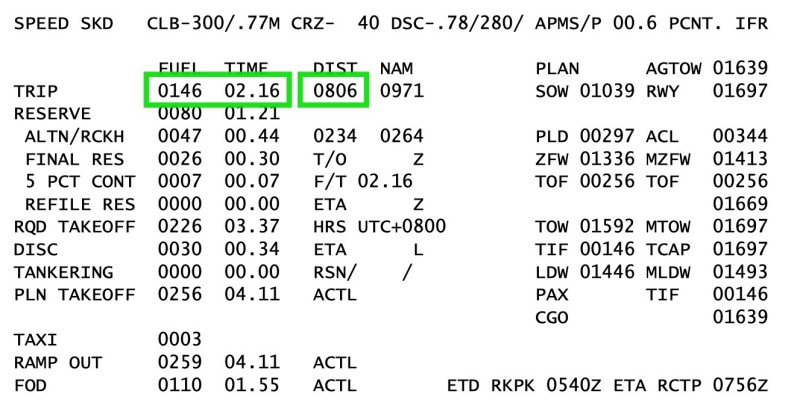 SPEED SKD CLB-300/.77M CRZ- 40 DSC-.78/280/ APMS/P 00.6 PCNT. IFR
FUEL TIME DIST NAM PLAN AGTOW 01639
TRIP 0146 02.16 0806 0971 SOW 01039 RWY 01697
RESERVE 0080 01.21
ALTN/RCKH 0047 00.44 0234 0264 PLD 00297 ACL 00344
FINAL RES 0026 00.30 T/O Z ZFW 01336 MZFW 01413
5 PCT CONT 0007 00.07 F/T 02.16 TOF 00256 TOF 00256
REFILE RES 0000 00.00 ETA Z 01669
RQD TAKEOFF 0226 03.37 HRS UTC+0800 TOW 01592 MTOW 01697
DISC 0030 00.34 ETA L TIF 00146 TCAP 01697
TANKERING 0000 00.00 RSN/ / LDW 01446 MLDW 01493
PLN TAKEOFF 0256 04.11 ACTL PAX TIF 00146
CGO 01639
TAXI 0003
RAMP OUT 0259 04.11 ACTL
FOD 0110 01.55 ACTL ETD RKPK 0540Z ETA RCTP 0756Z